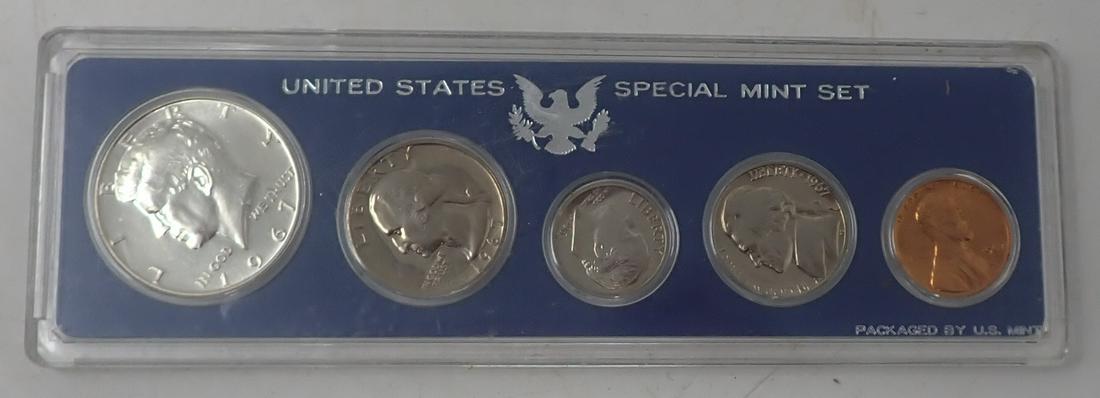 UNITED STATES SPECIAL MINT SET
LIBERTY
WE TRUST
IN GOD
1967
LIBERTY
1967
LIBERTY
LIBERTY 1967
PACKAGED BY U.S. MINT